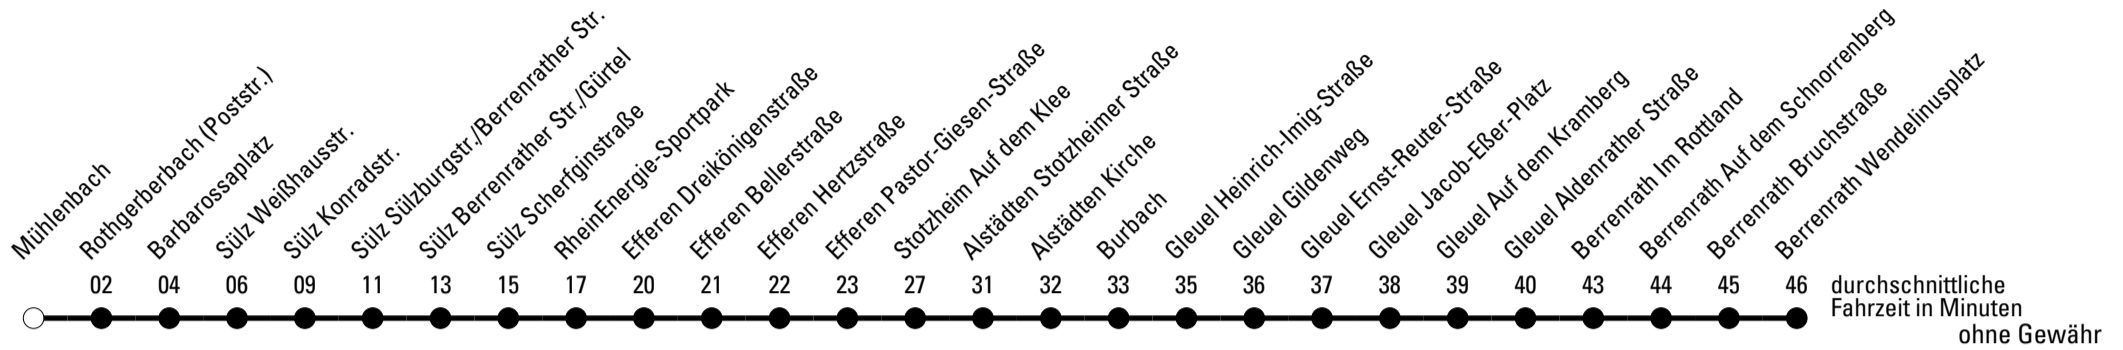 Mühlenbach
Rothgerberbach (Poststr.)
Barbarossaplatz
Sülz Weißhausstr.
Sülz Konradstr.
Sülz Sülzburgstr./Berrenrather Str.
Sülz Berrenrather Str./Gürtel
Sülz Scherfginstraße
RheinEnergie-Sportpark
Efferen Dreikönigenstraße
Efferen Bellerstraße
Efferen Hertzstraße
Efferen Pastor-Giesen-Straße
Stotzheim Auf dem Klee
Alstädten Stotzheimer Straße
Alstädten Kirche
Burbach
Gleuel Heinrich-Imig-Straße
Gleuel Gildenweg
Gleuel Ernst-Reuter-Straße
Gleuel Jacob-Eßer-Platz
Gleuel Auf dem Kramberg
Gleuel Aldenrather Straße
Berrenrath Im Rottland
Berrenrath Auf dem Schnorrenberg
Berrenrath Bruchstraße
Berrenrath Wendelinusplatz
02 04 06 09 11 13 15 17 20 21 22 23 27 31 32 33 35 36 37 38 39 40 43 44 45 46 durchschnittliche
Fahrzeit in Minuten
ohne Gewähr